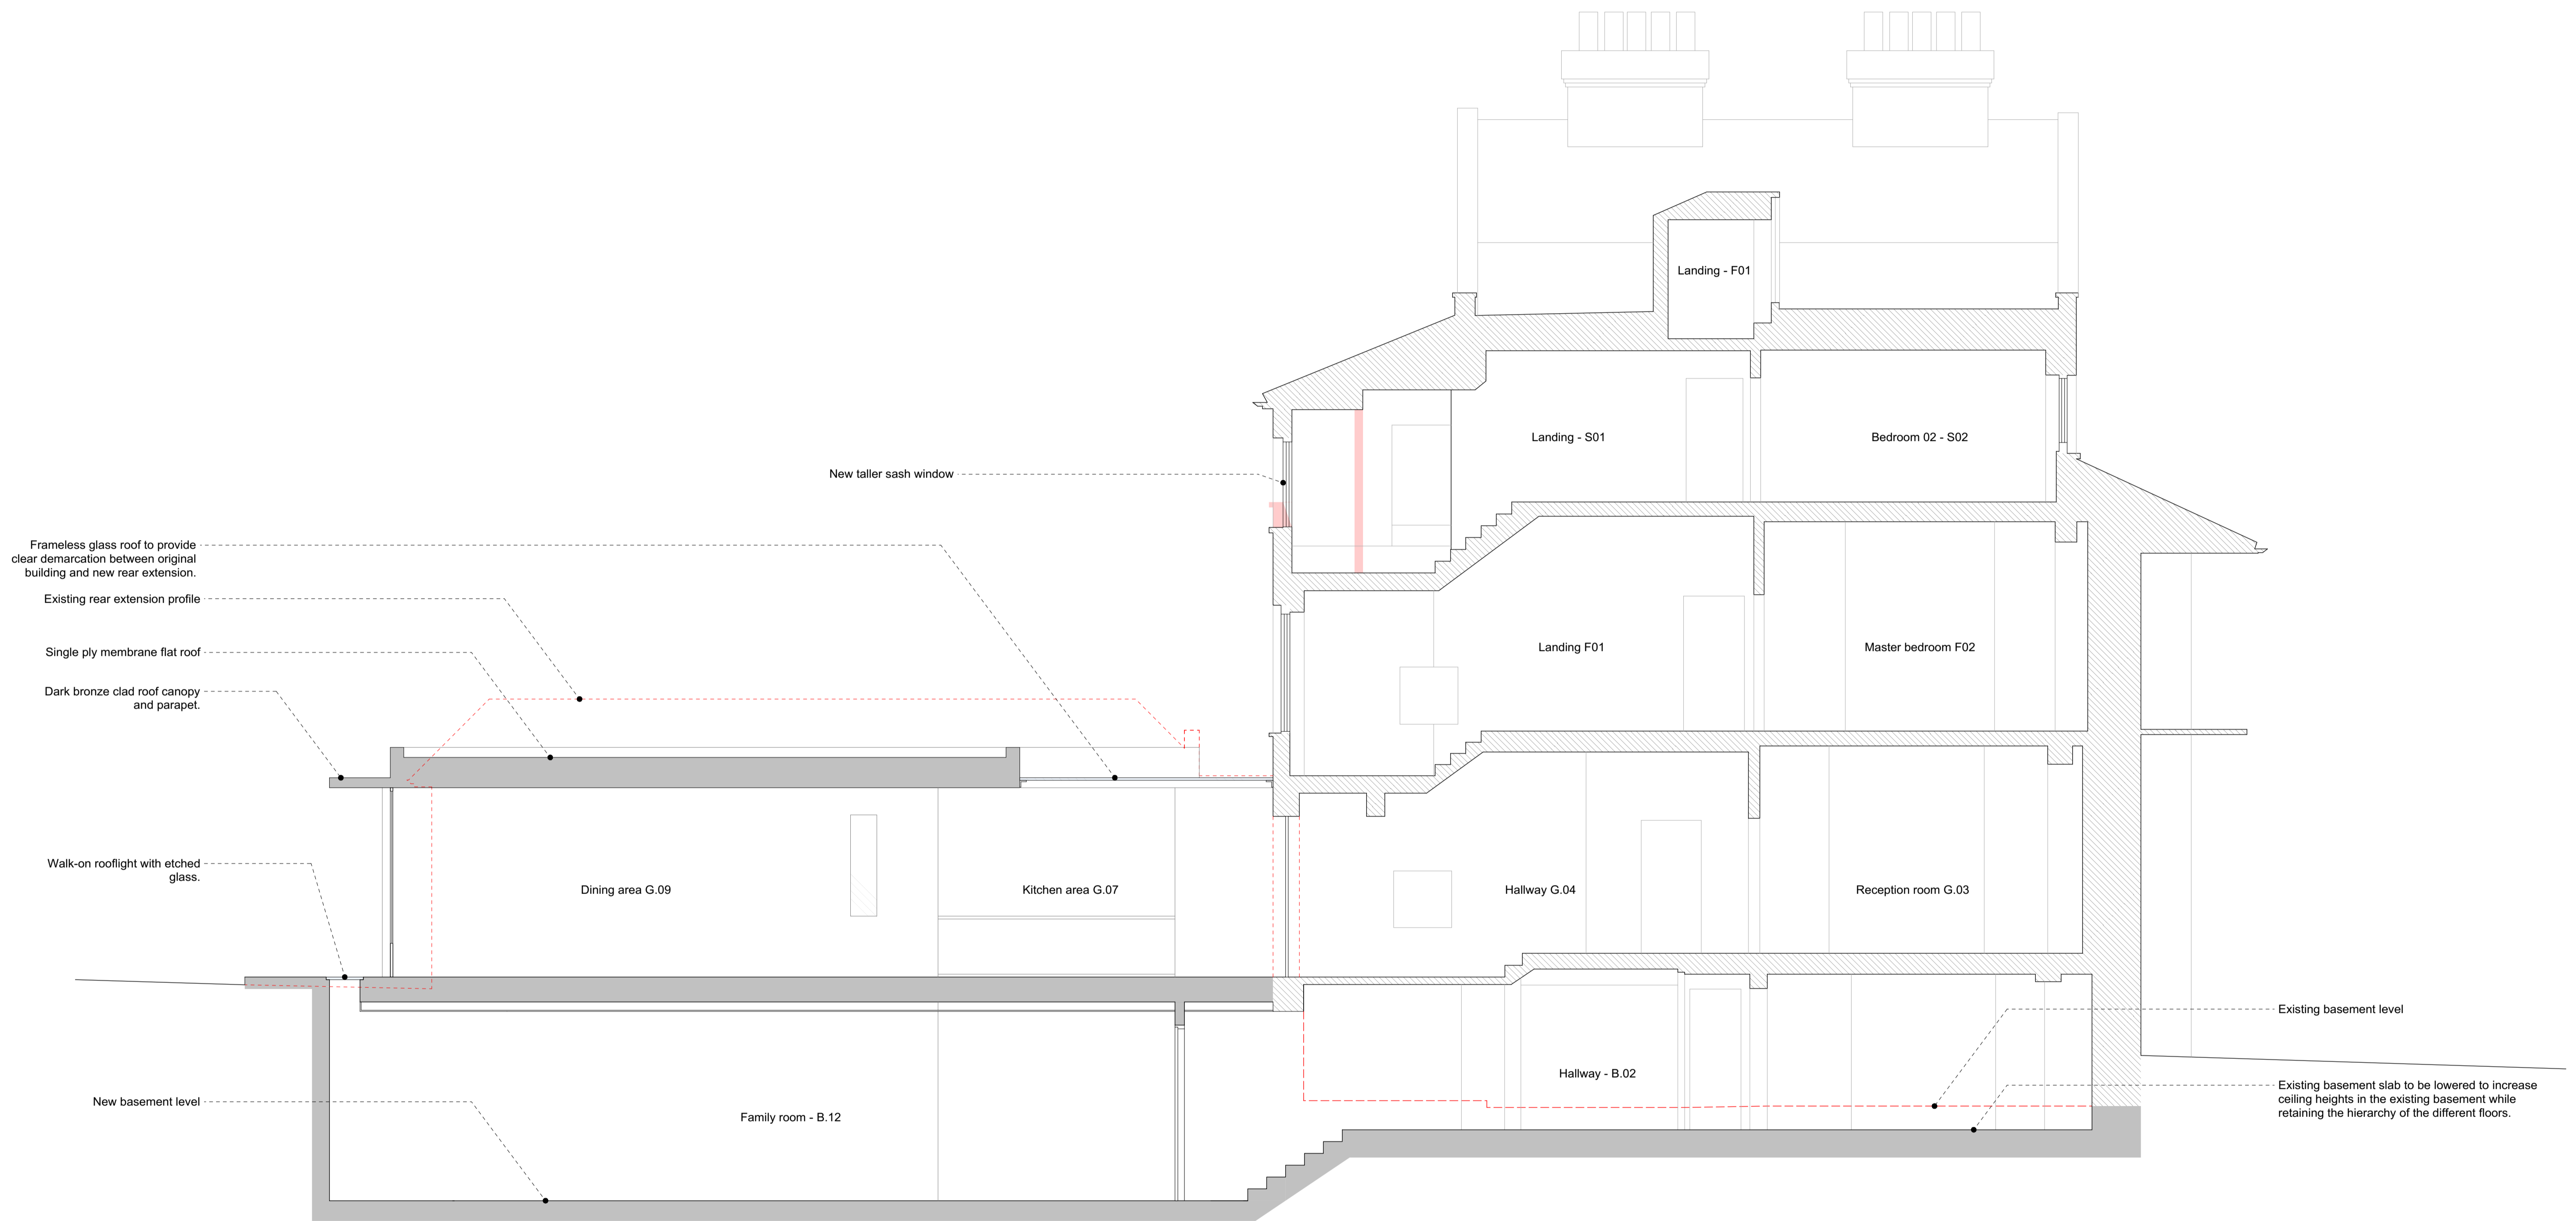 Landing - F01
Landing - S01
Bedroom 02 - S02
New taller sash window
Frameless glass roof to provide
clear demarcation between original
building and new rear extension.
Existing rear extension profile
Single ply membrane flat roof
Landing F01
Master bedroom F02
Dark bronze clad roof canopy
and parapet.
Walk-on rooflight with etched
glass.
Dining area G.09
Kitchen area G.07
Hallway G.04
Reception room G.03
Existing basement level
Hallway - B.02
Existing basement slab to be lowered to increase
ceiling heights in the existing basement while
retaining the hierarchy of the different floors.
New basement level
Family room - B.12